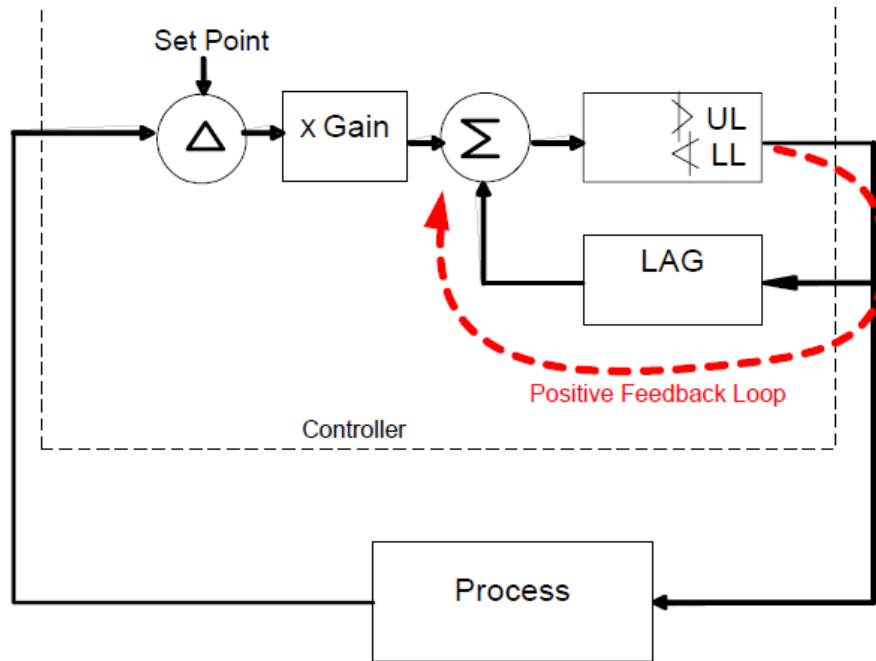 Set Point
Δ
x Gain
Σ
> UL
< LL
LAG
Positive Feedback Loop
Controller
Process